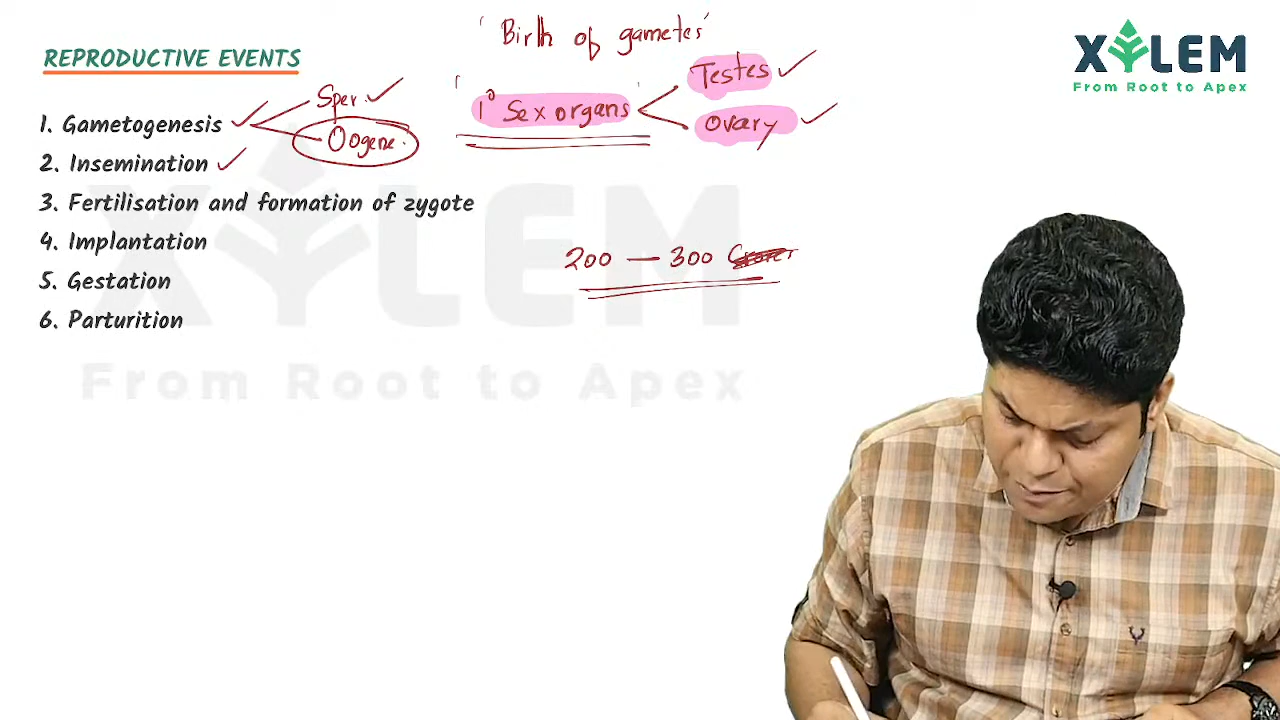 'Birth of gametes'
REPRODUCTIVE EVENTS
XYLEM
From Root to Apex
Testes
Sper.
1° Sex organs
Ovary
1. Gametogenesis
Oogene.
2. Insemination
3. Fertilisation and formation of zygote
4. Implantation
200 — 300
5. Gestation
6. Parturition
XYLEM
From Root to Apex